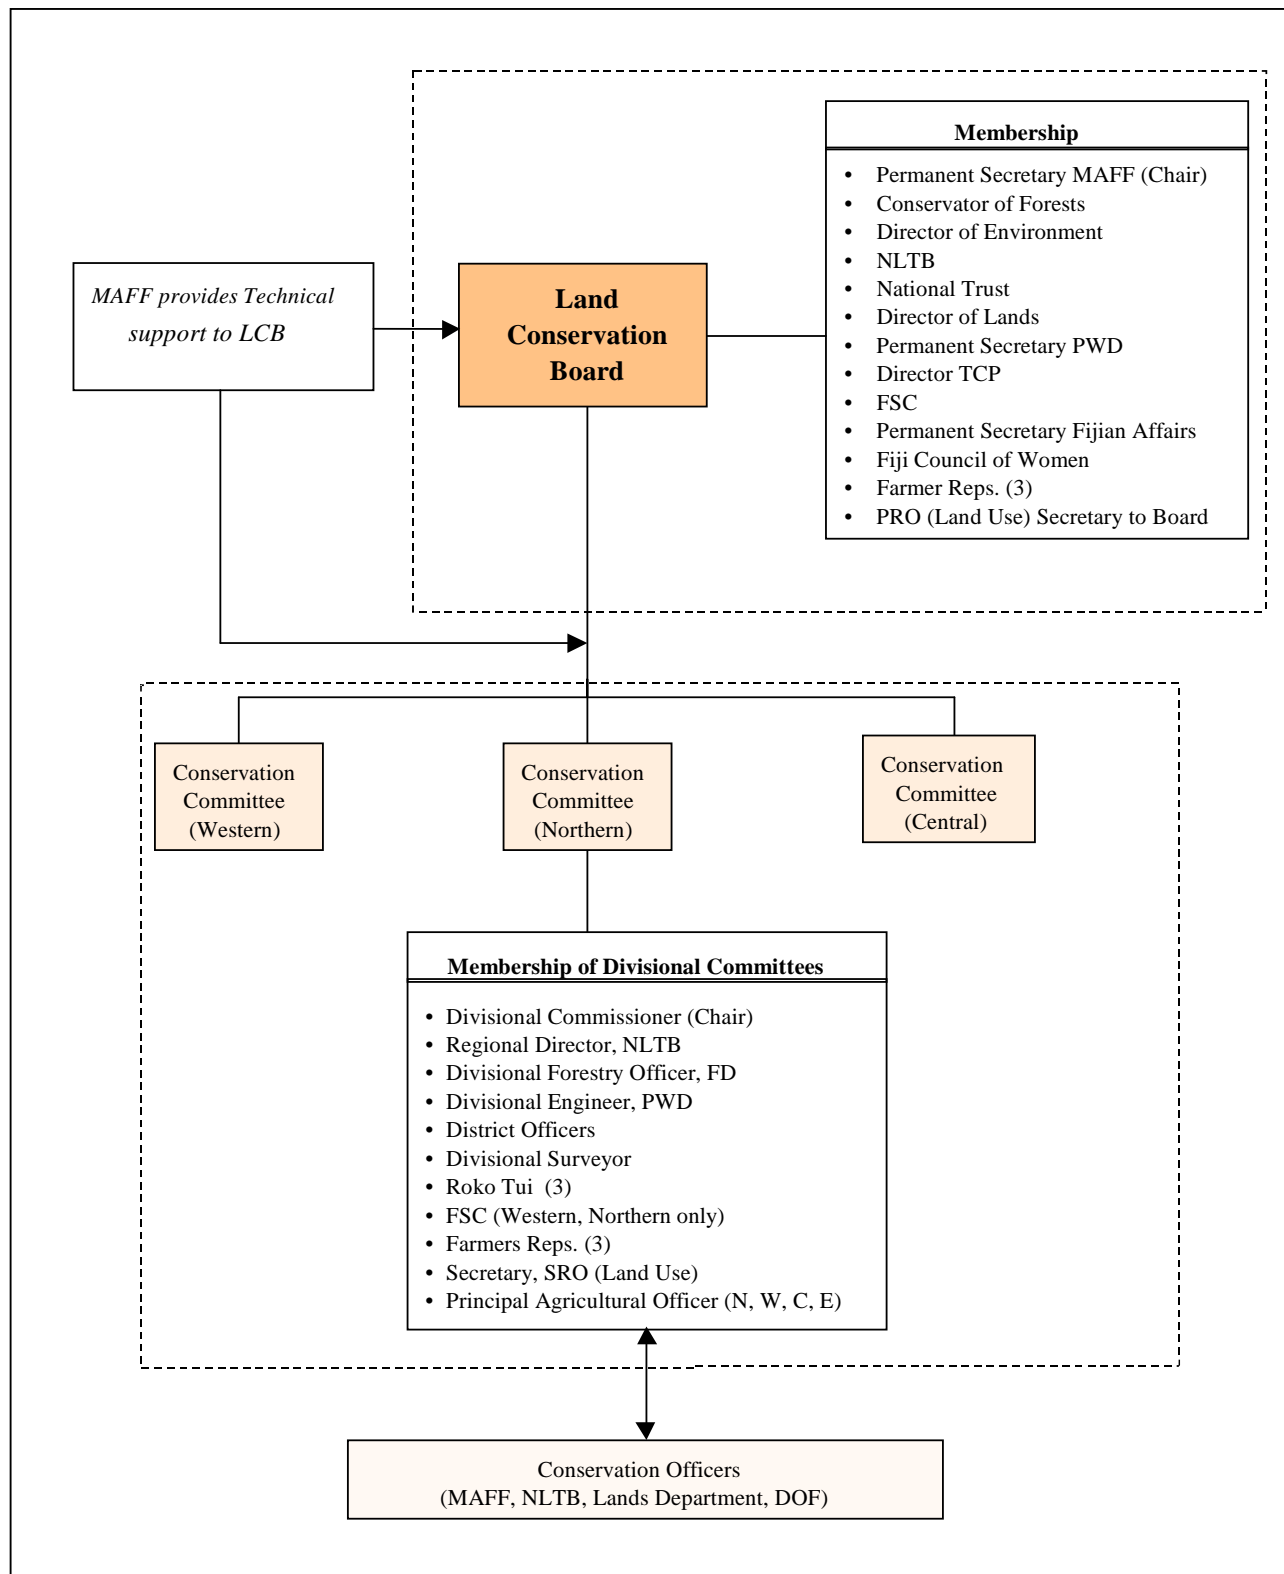 Membership
• Permanent Secretary MAFF (Chair)
• Conservator of Forests
• Director of Environment
• NLTB
• National Trust
• Director of Lands
• Permanent Secretary PWD
• Director TCP
• FSC
• Permanent Secretary Fijian Affairs
• Fiji Council of Women
• Farmer Reps. (3)
• PRO (Land Use) Secretary to Board
MAFF provides Technical
support to LCB
Land
Conservation
Board
Conservation
Committee
(Western)
Conservation
Committee
(Northern)
Conservation
Committee
(Central)
Membership of Divisional Committees
• Divisional Commissioner (Chair)
• Regional Director, NLTB
• Divisional Forestry Officer, FD
• Divisional Engineer, PWD
• District Officers
• Divisional Surveyor
• Roko Tui (3)
• FSC (Western, Northern only)
• Farmers Reps. (3)
• Secretary, SRO (Land Use)
• Principal Agricultural Officer (N, W, C, E)
Conservation Officers
(MAFF, NLTB, Lands Department, DOF)